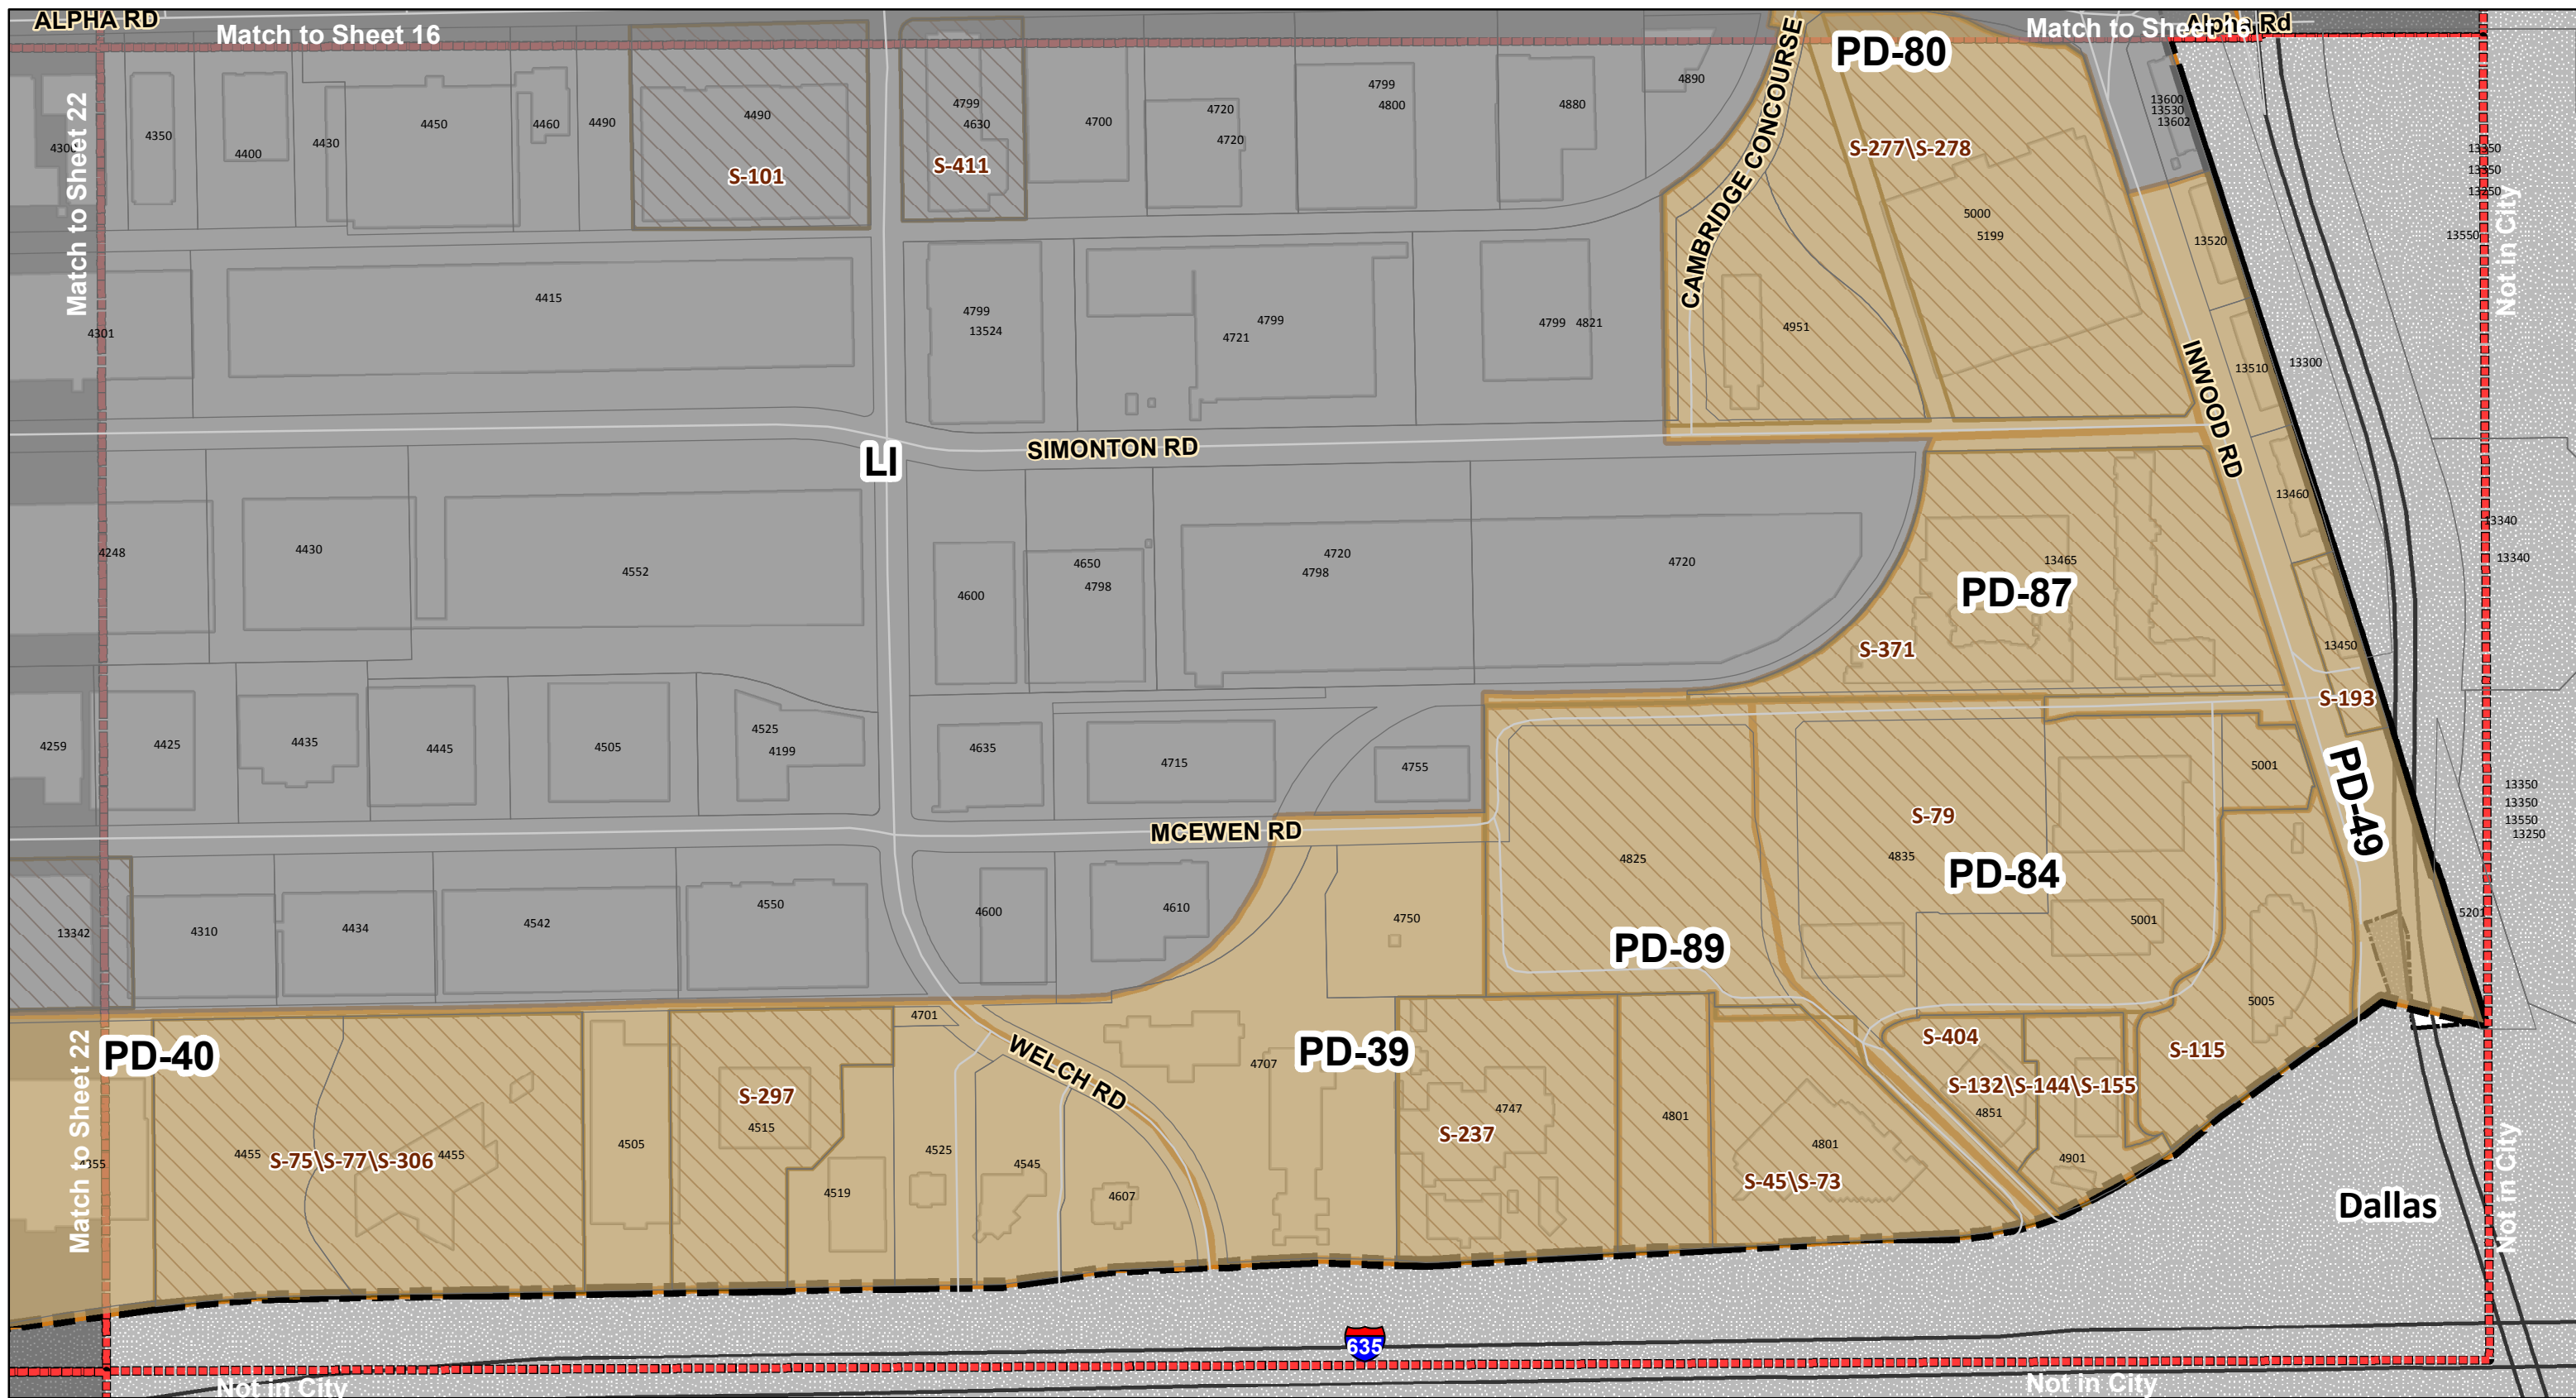 ALPHA RD
Match to Sheet 16
Match to Sheet 16
Alpha Rd
PD-80
CAMBRIDGE CONCOURSE
4890
4799
4800
4880
4720
4720
4700
4799
4630
S-411
4490
S-101
4490
4460
4450
4430
4400
4350
4300
Match to Sheet 22
S-277\S-278
5000
5199
13600
13530
13602
13350
13350
13250
Not in City
13550
13520
4415
4301
4799
13524
4799
4721
4799
4821
4951
INWOOD RD
13510
13300
SIMONTON RD
LI
13460
4248
4430
4552
4600
4650
4798
4720
4798
4720
13465
PD-87
S-371
13340
13340
13450
S-193
4259
4425
4435
4445
4505
4525
4199
4635
4715
4755
5001
PD-49
13350
13350
13550
13250
MCEWEN RD
S-79
4825
4835
PD-84
4750
5001
5201
13342
4310
4434
4542
4550
4600
4610
PD-89
5005
4701
PD-40
WELCH RD
PD-39
4707
S-404
S-115
S-132\S-144\S-155
4851
4901
S-297
4515
4747
S-237
4801
4801
S-45\S-73
Match to Sheet 22
4355
4455
S-75\S-77\S-306
4455
4505
4519
4525
4545
4607
Dallas
Not in City
635
Not in City
Not in City